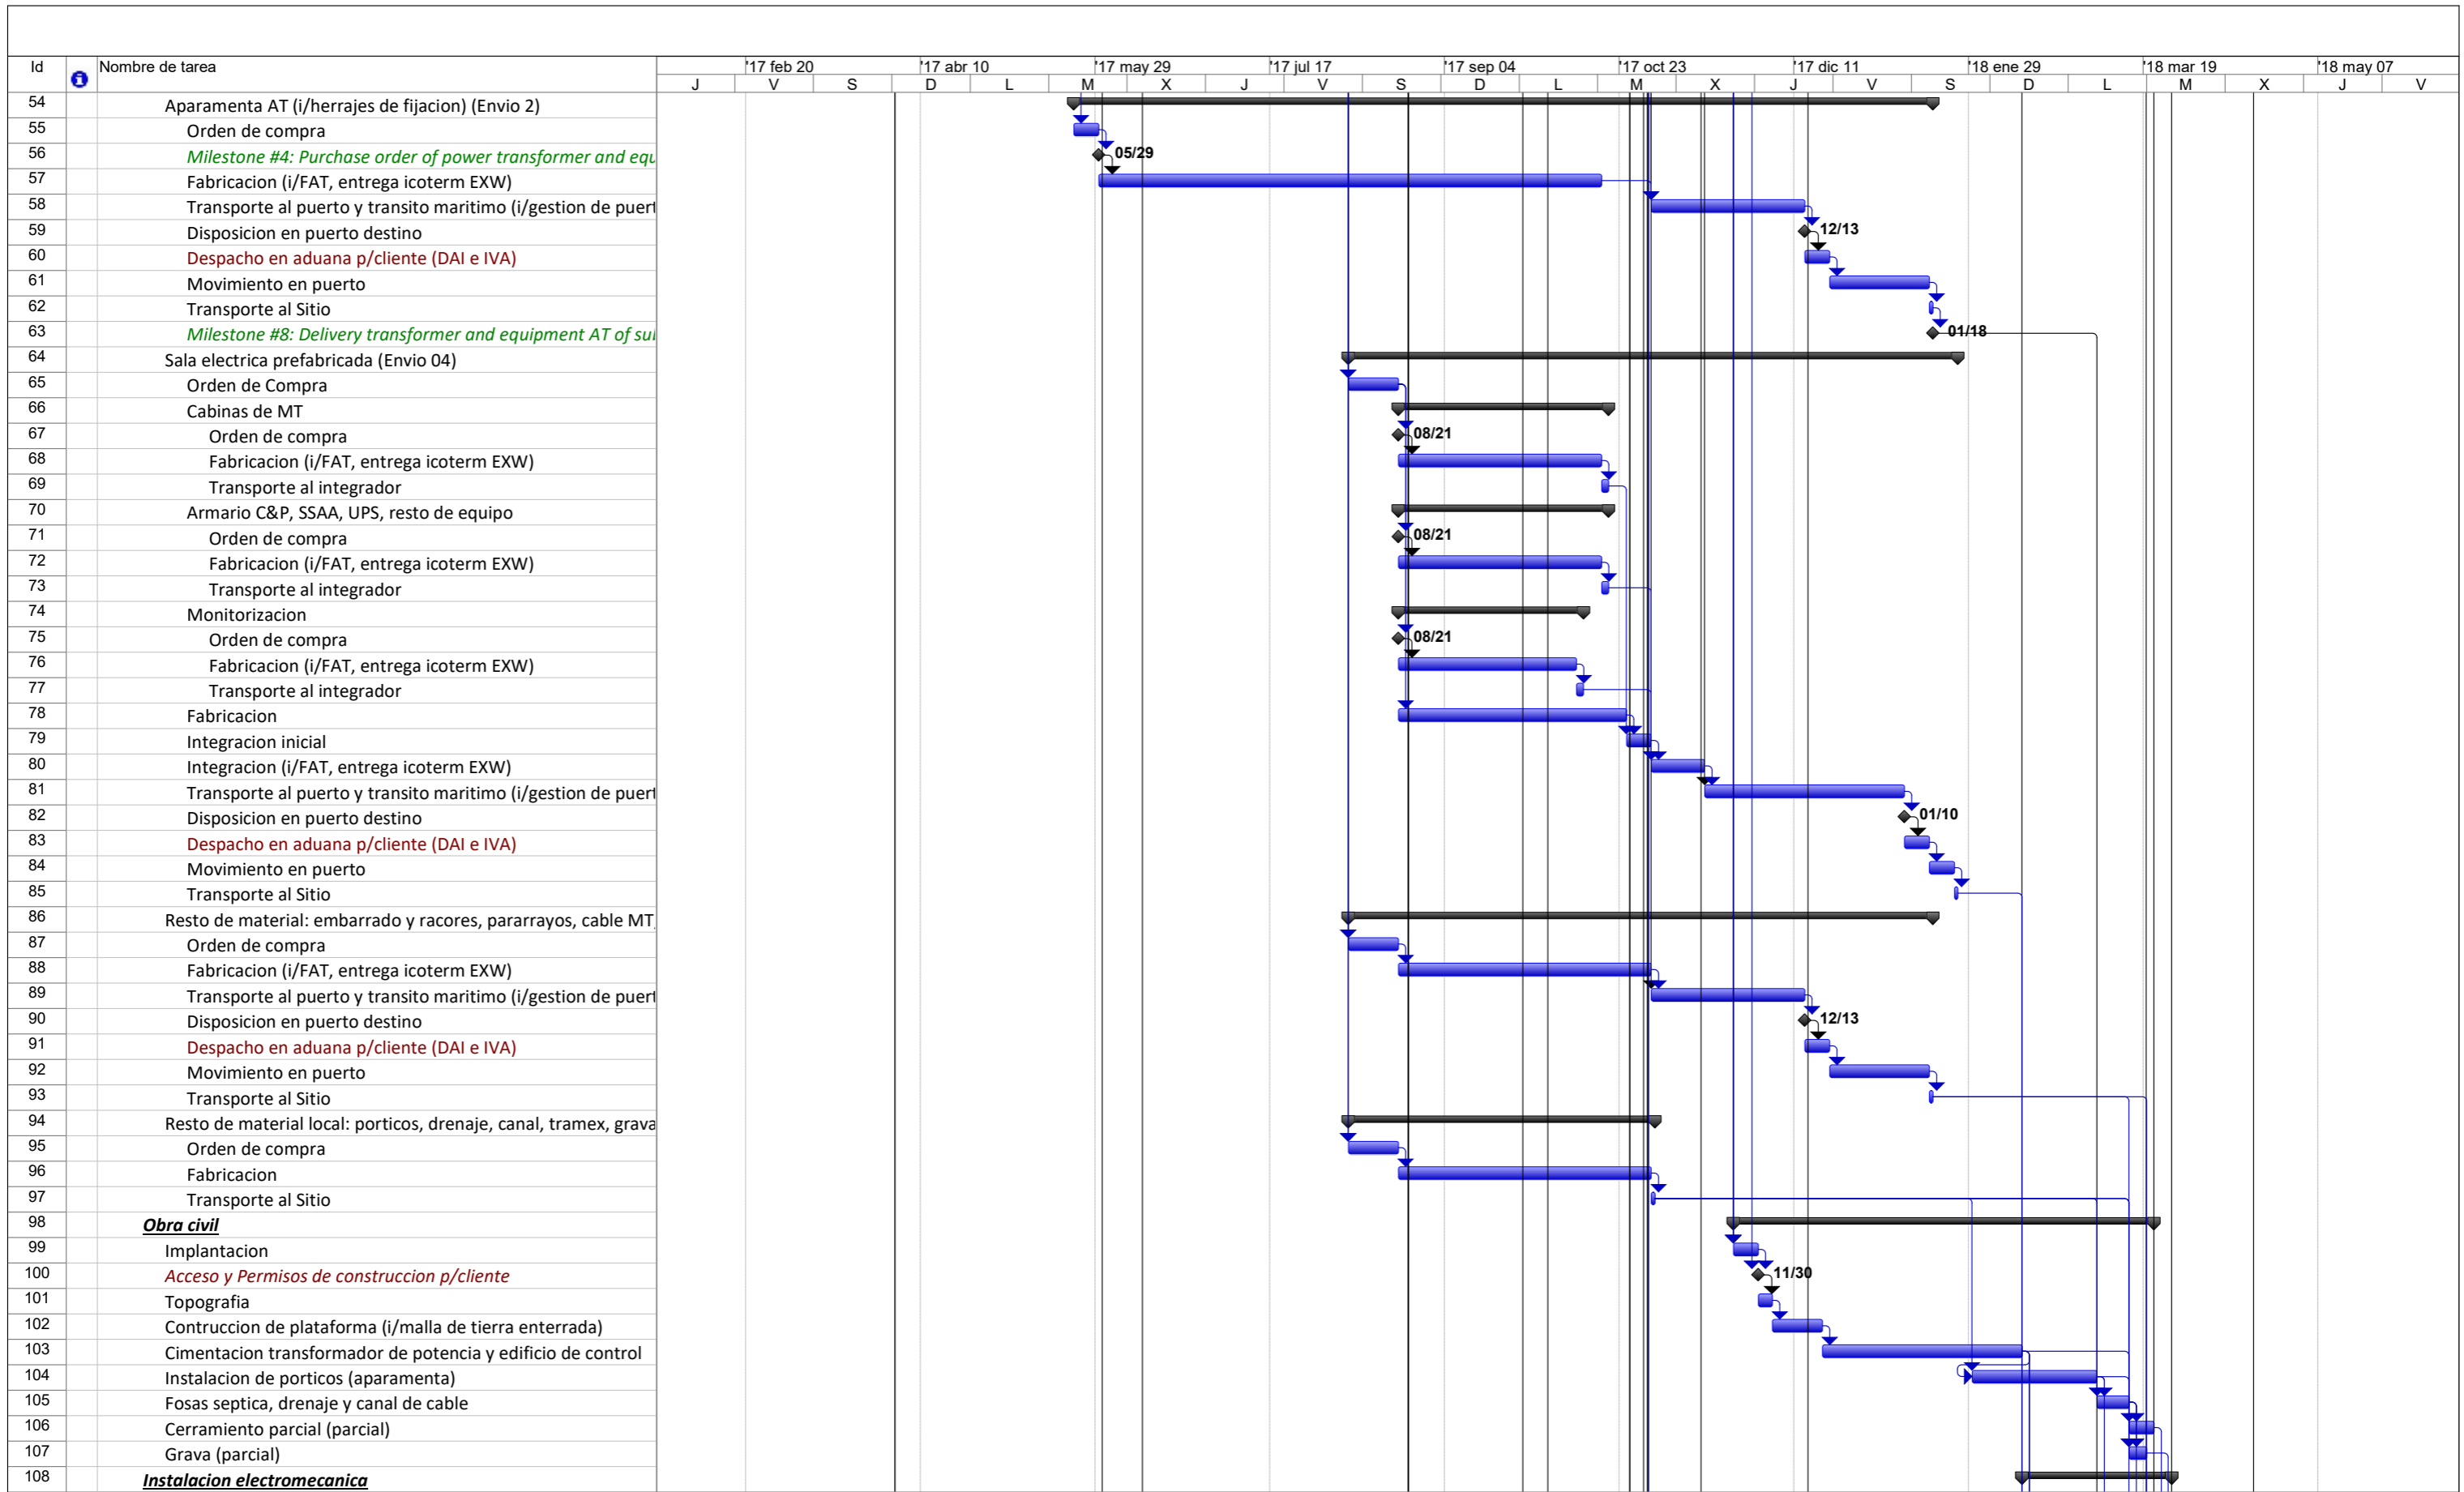 Id Nombre de tarea '17 feb 20 '17 abr 10 '17 may 29 '17 jul 17 '17 sep 04 '17 oct 23 '17 dic 11 '18 ene 29 '18 mar 19 '18 may 07
J V S D L M X J V S D L M X J V S D L M X J V
54 Aparamenta AT (i/herrajes de fijacion) (Envio 2)
55 Orden de compra
56 Milestone #4: Purchase order of power transformer and equ 05/29
57 Fabricacion (i/FAT, entrega icoterm EXW)
58 Transporte al puerto y transito maritimo (i/gestion de puert
59 Disposicion en puerto destino 12/13
60 Despacho en aduana p/cliente (DAI e IVA)
61 Movimiento en puerto
62 Transporte al Sitio
63 Milestone #8: Delivery transformer and equipment AT of sul 01/18
64 Sala electrica prefabricada (Envio 04)
65 Orden de Compra
66 Cabinas de MT
67 Orden de compra 08/21
68 Fabricacion (i/FAT, entrega icoterm EXW)
69 Transporte al integrador
70 Armario C&P, SSAA, UPS, resto de equipo
71 Orden de compra 08/21
72 Fabricacion (i/FAT, entrega icoterm EXW)
73 Transporte al integrador
74 Monitorizacion
75 Orden de compra 08/21
76 Fabricacion (i/FAT, entrega icoterm EXW)
77 Transporte al integrador
78 Fabricacion
79 Integracion inicial
80 Integracion (i/FAT, entrega icoterm EXW)
81 Transporte al puerto y transito maritimo (i/gestion de puert
82 Disposicion en puerto destino 01/10
83 Despacho en aduana p/cliente (DAI e IVA)
84 Movimiento en puerto
85 Transporte al Sitio
86 Resto de material: embarrado y racores, pararrayos, cable MT,
87 Orden de compra
88 Fabricacion (i/FAT, entrega icoterm EXW)
89 Transporte al puerto y transito maritimo (i/gestion de puert
90 Disposicion en puerto destino 12/13
91 Despacho en aduana p/cliente (DAI e IVA)
92 Movimiento en puerto
93 Transporte al Sitio
94 Resto de material local: porticos, drenaje, canal, tramex, grava
95 Orden de compra
96 Fabricacion
97 Transporte al Sitio
98 Obra civil
99 Implantacion
100 Acceso y Permisos de construccion p/cliente 11/30
101 Topografia
102 Contruccion de plataforma (i/malla de tierra enterrada)
103 Cimentacion transformador de potencia y edificio de control
104 Instalacion de porticos (aparamenta)
105 Fosas septica, drenaje y canal de cable
106 Cerramiento parcial (parcial)
107 Grava (parcial)
108 Instalacion electromecanica